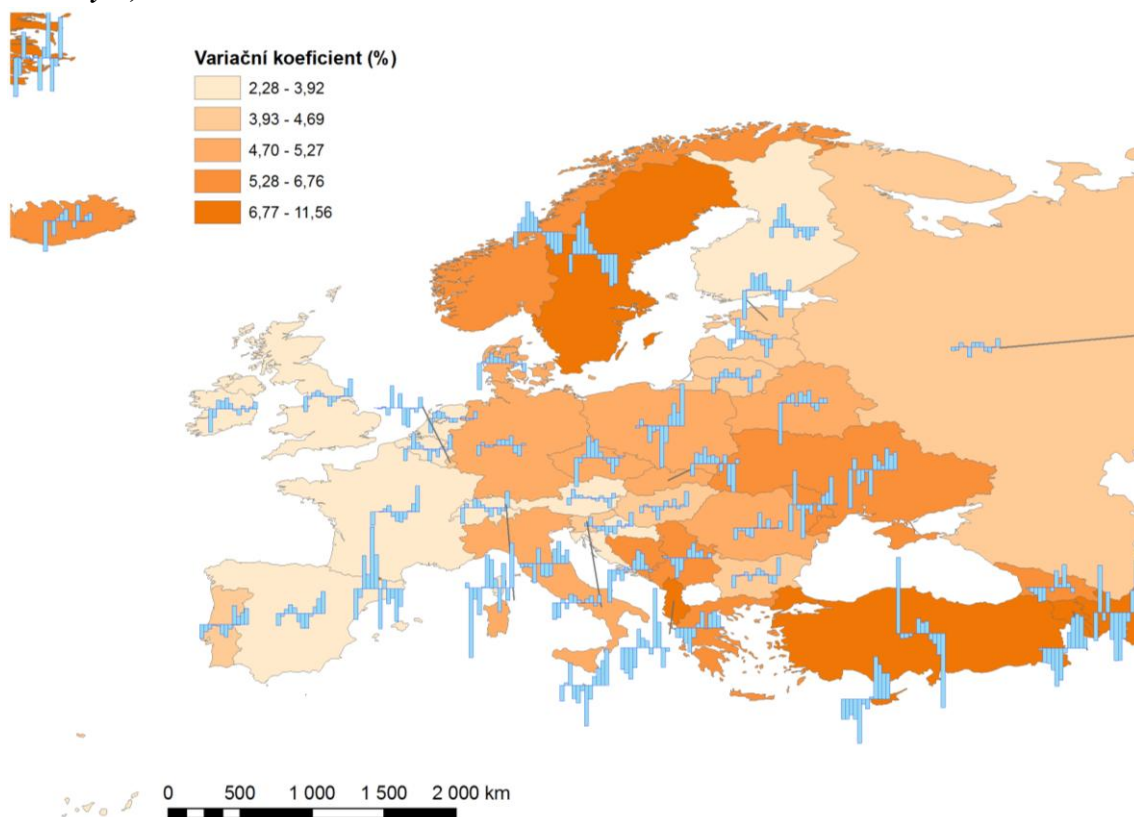 Variační koeficient (%)
2,28 - 3,92
3,93 - 4,69
4,70 - 5,27
5,28 - 6,76
6,77 - 11,56
0 500 1 000 1 500 2 000 km